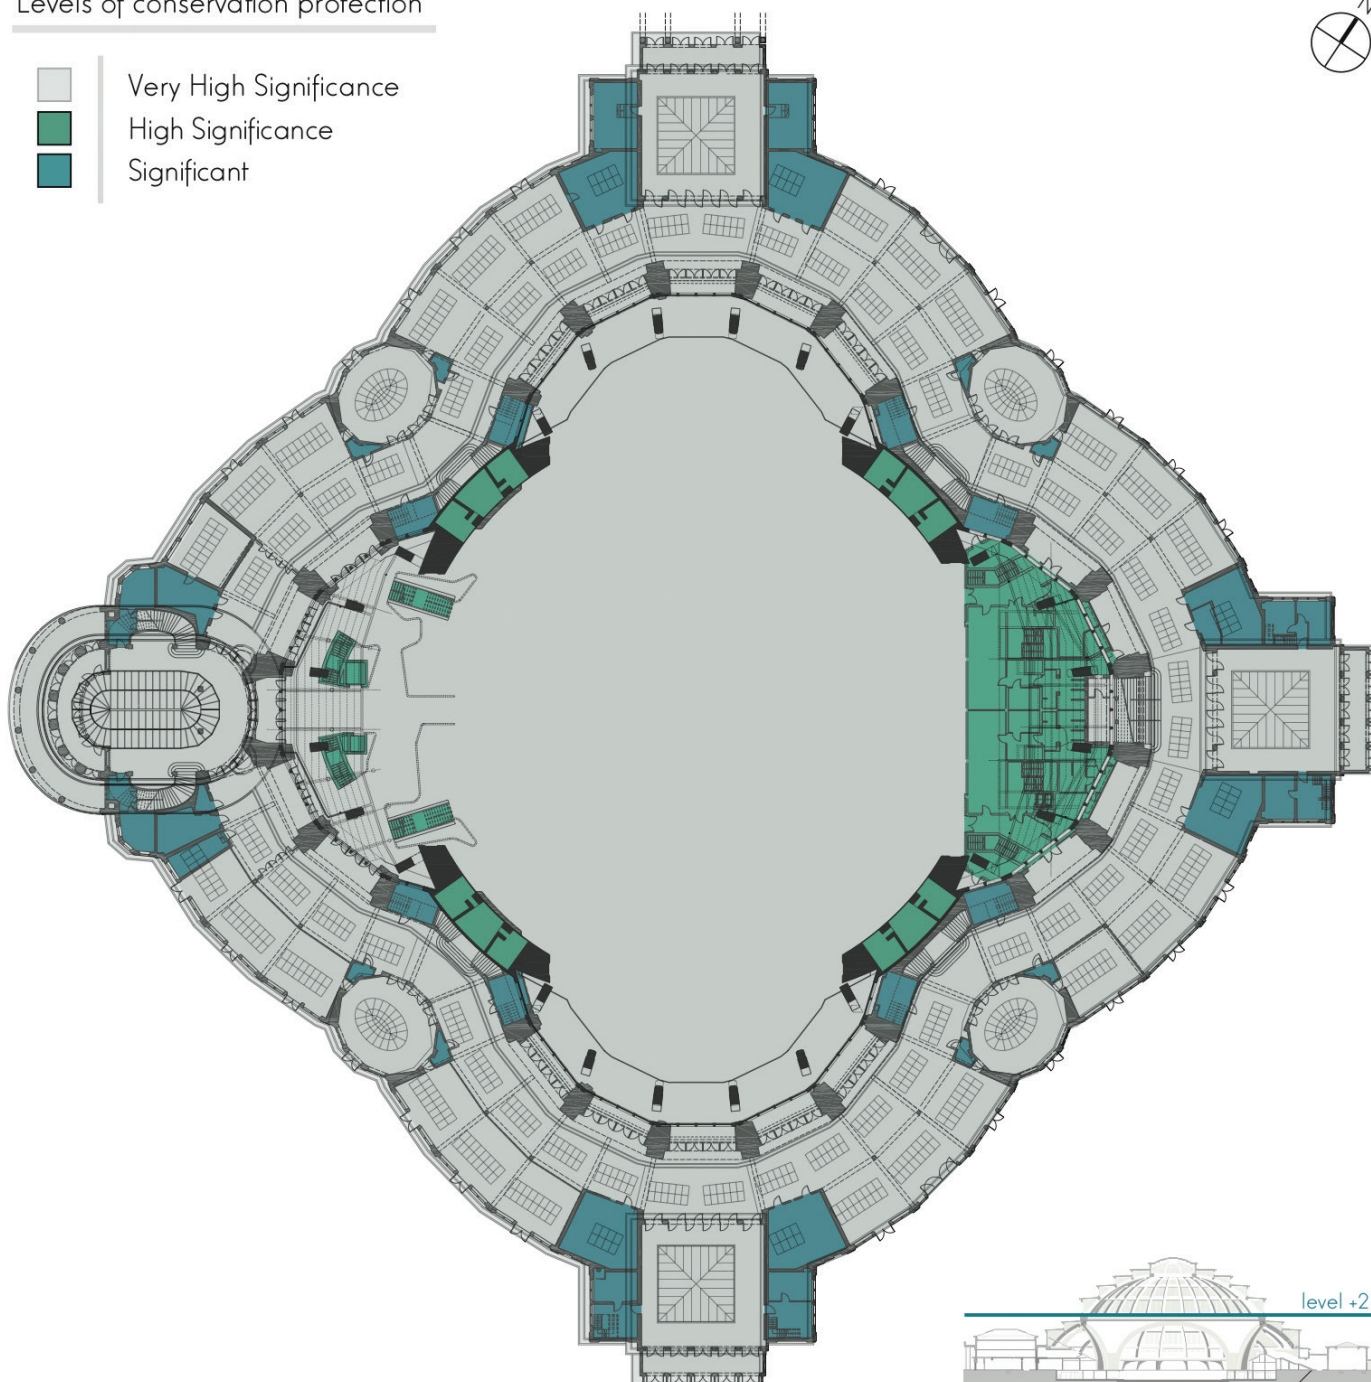 Levels of conservation protection
N
Very High Significance
High Significance
Significant
level +2